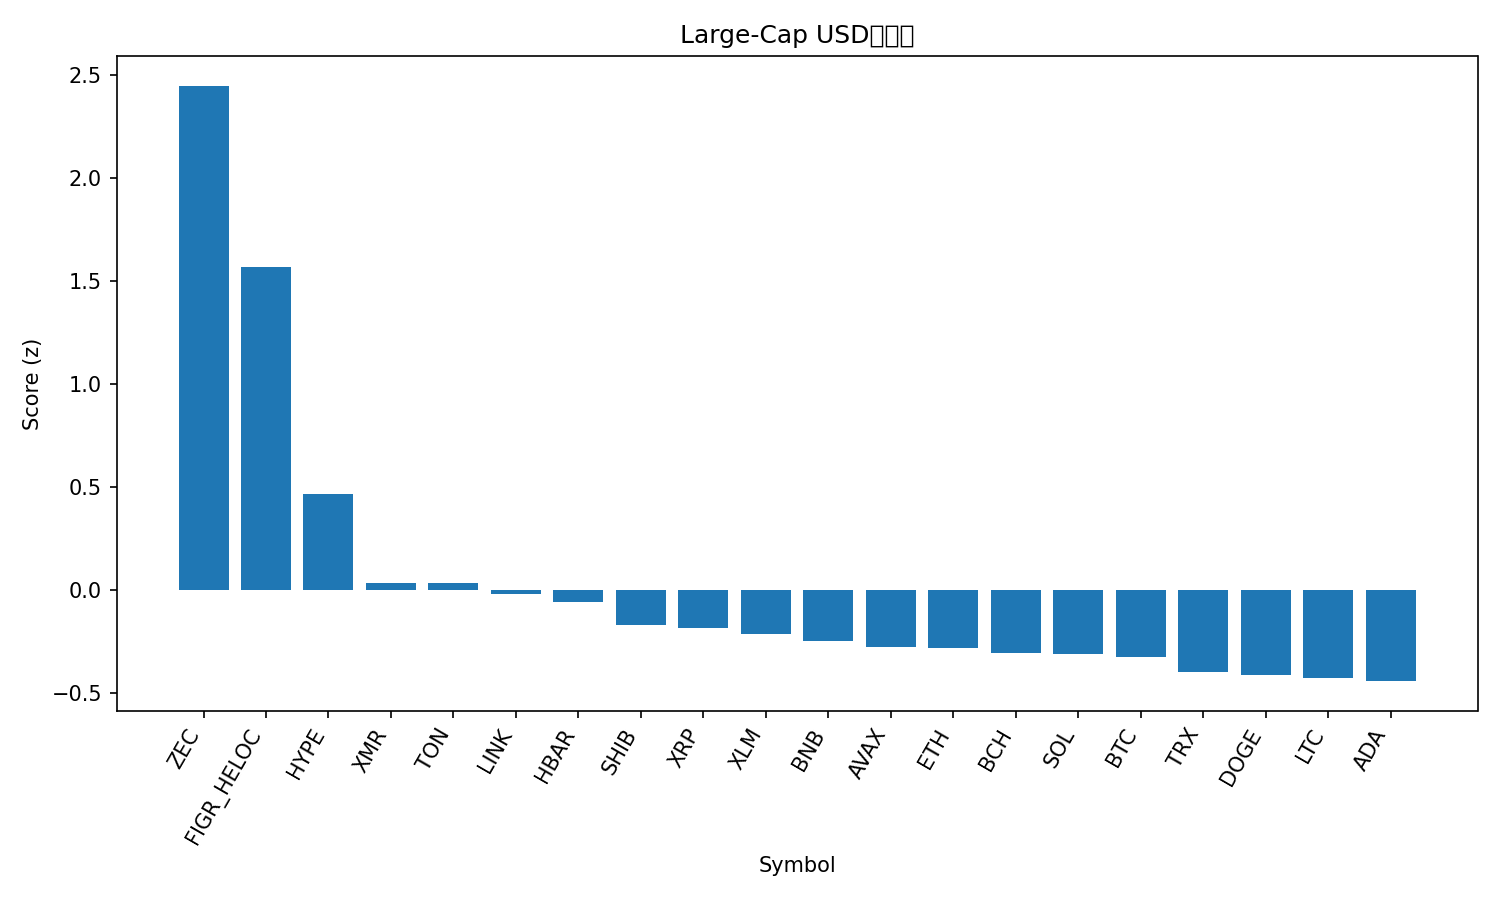 Large-Cap USD
2.5
2.0
1.5
1.0
0.5
0.0
−0.5
Score (z)
ZEC
FIGR_HELOC
HYPE
XMR
TON
LINK
HBAR
SHIB
XRP
XLM
BNB
AVAX
ETH
BCH
SOL
BTC
TRX
DOGE
LTC
ADA
Symbol